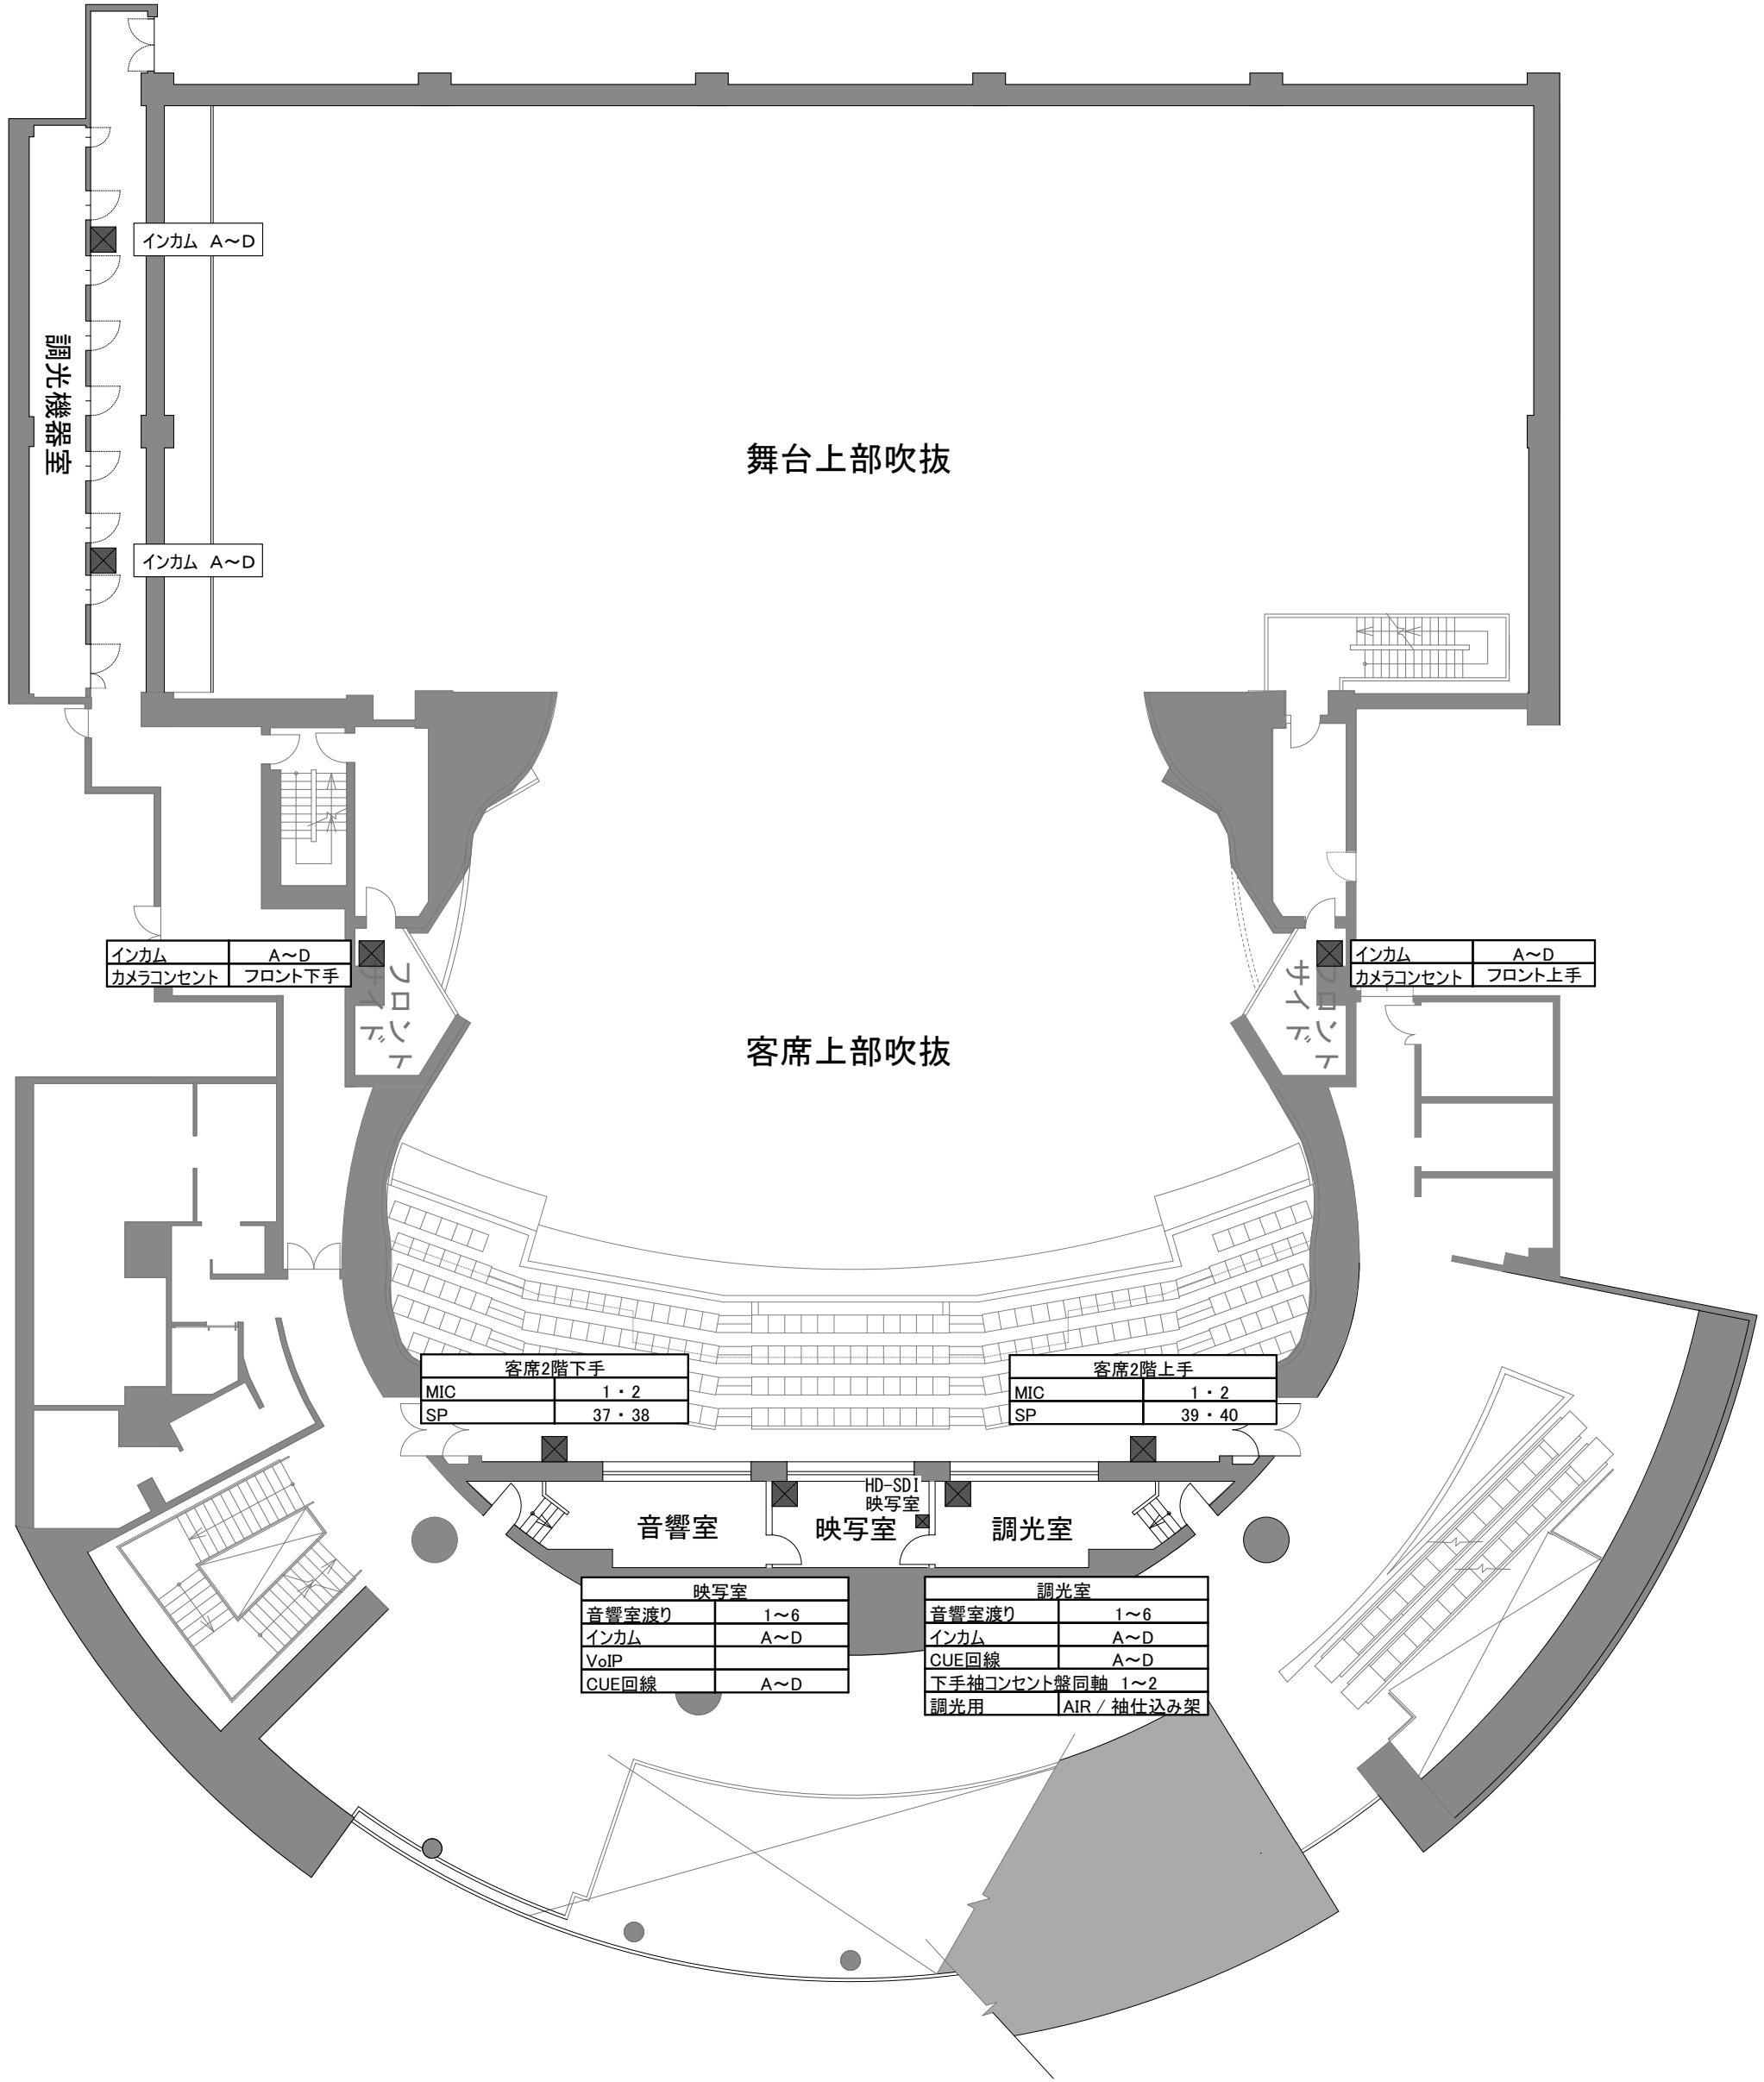 インカム A～D
調光機器室
舞台上部吹抜
インカム A～D
インカム A～D
カメラコンセント フロント下手
フロント
サイド
インカム A～D
カメラコンセント フロント上手
フロント
サイド
客席上部吹抜
客席2階下手
MIC 1・2
SP 37・38
客席2階上手
MIC 1・2
SP 39・40
HD-SDI
映写室
音響室
映写室
調光室
映写室
音響室渡り 1～6
インカム A～D
VoIP
CUE回線 A～D
調光室
音響室渡り 1～6
インカム A～D
CUE回線 A～D
下手袖コンセント盤同軸 1～2
調光用 AIR / 袖仕込み架